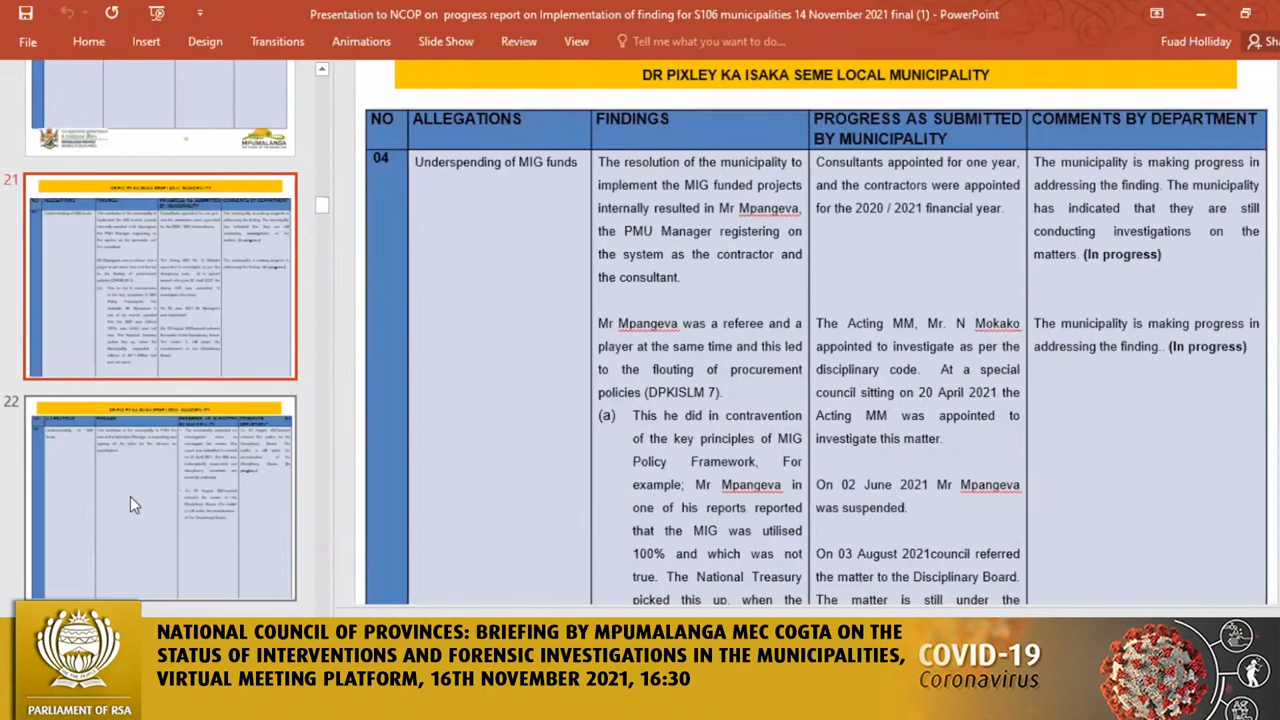 Presentation to NCOP on progress report on Implementation of finding for S106 municipalities 14 November 2021 final (1) - PowerPoint
File Home Insert Design Transitions Animations Slide Show Review View Tell me what you want to do... Fuad Holliday Sha
MPUMALANGA
21
22
DR PIXLEY KA ISAKA SEME LOCAL MUNICIPALITY
NO
ALLEGATIONS
FINDINGS
PROGRESS AS SUBMITTED
BY MUNICIPALITY
COMMENTS BY DEPARTMENT
04
Underspending of MIG funds
The resolution of the municipality to
implement the MIG funded projects
internally resulted in Mr Mpangeva,
the PMU Manager registering on
the system as the contractor and
the consultant.
Mr Mpangeva was a referee and a
player at the same time and this led
to the flouting of procurement
policies (DPKISLM 7).
(a) This he did in contravention
of the key principles of MIG
Policy Framework, For
example; Mr Mpangeva in
one of his reports reported
that the MIG was utilised
100% and which was not
true. The National Treasury
picked this up, when the
Consultants appointed for one year,
and the contractors were appointed
for the 2020/2021 financial year.
The Acting MM, Mr. N Mokako
appointed to investigate as per the
disciplinary code. At a special
council sitting on 20 April 2021 the
Acting MM was appointed to
investigate this matter.
On 02 June 2021 Mr Mpangeva
was suspended.
On 03 August 2021council referred
the matter to the Disciplinary Board.
The matter is still under the
The municipality is making progress in
addressing the finding. The municipality
has indicated that they are still
conducting investigations on the
matters. (In progress)
The municipality is making progress in
addressing the finding.. (In progress)
PARLIAMENT OF RSA
NATIONAL COUNCIL OF PROVINCES: BRIEFING BY MPUMALANGA MEC COGTA ON THE
STATUS OF INTERVENTIONS AND FORENSIC INVESTIGATIONS IN THE MUNICIPALITIES,
VIRTUAL MEETING PLATFORM, 16TH NOVEMBER 2021, 16:30
COVID-19
Coronavirus